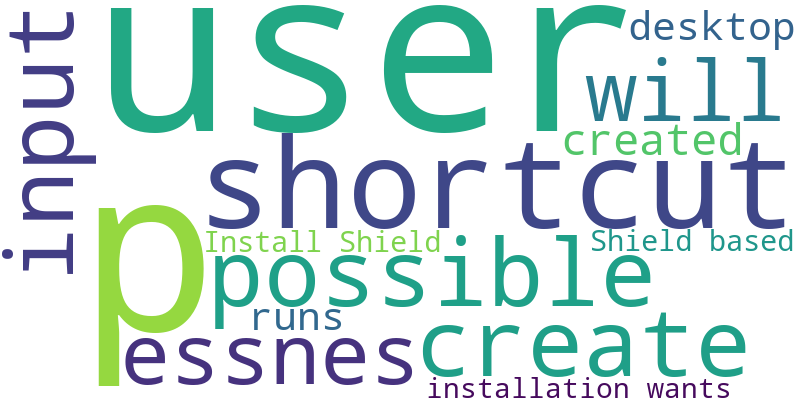 user
desktop
input
will
created
shortcut
p
Install Shield
Shield based
possible
runs
create
essnes
installation wants